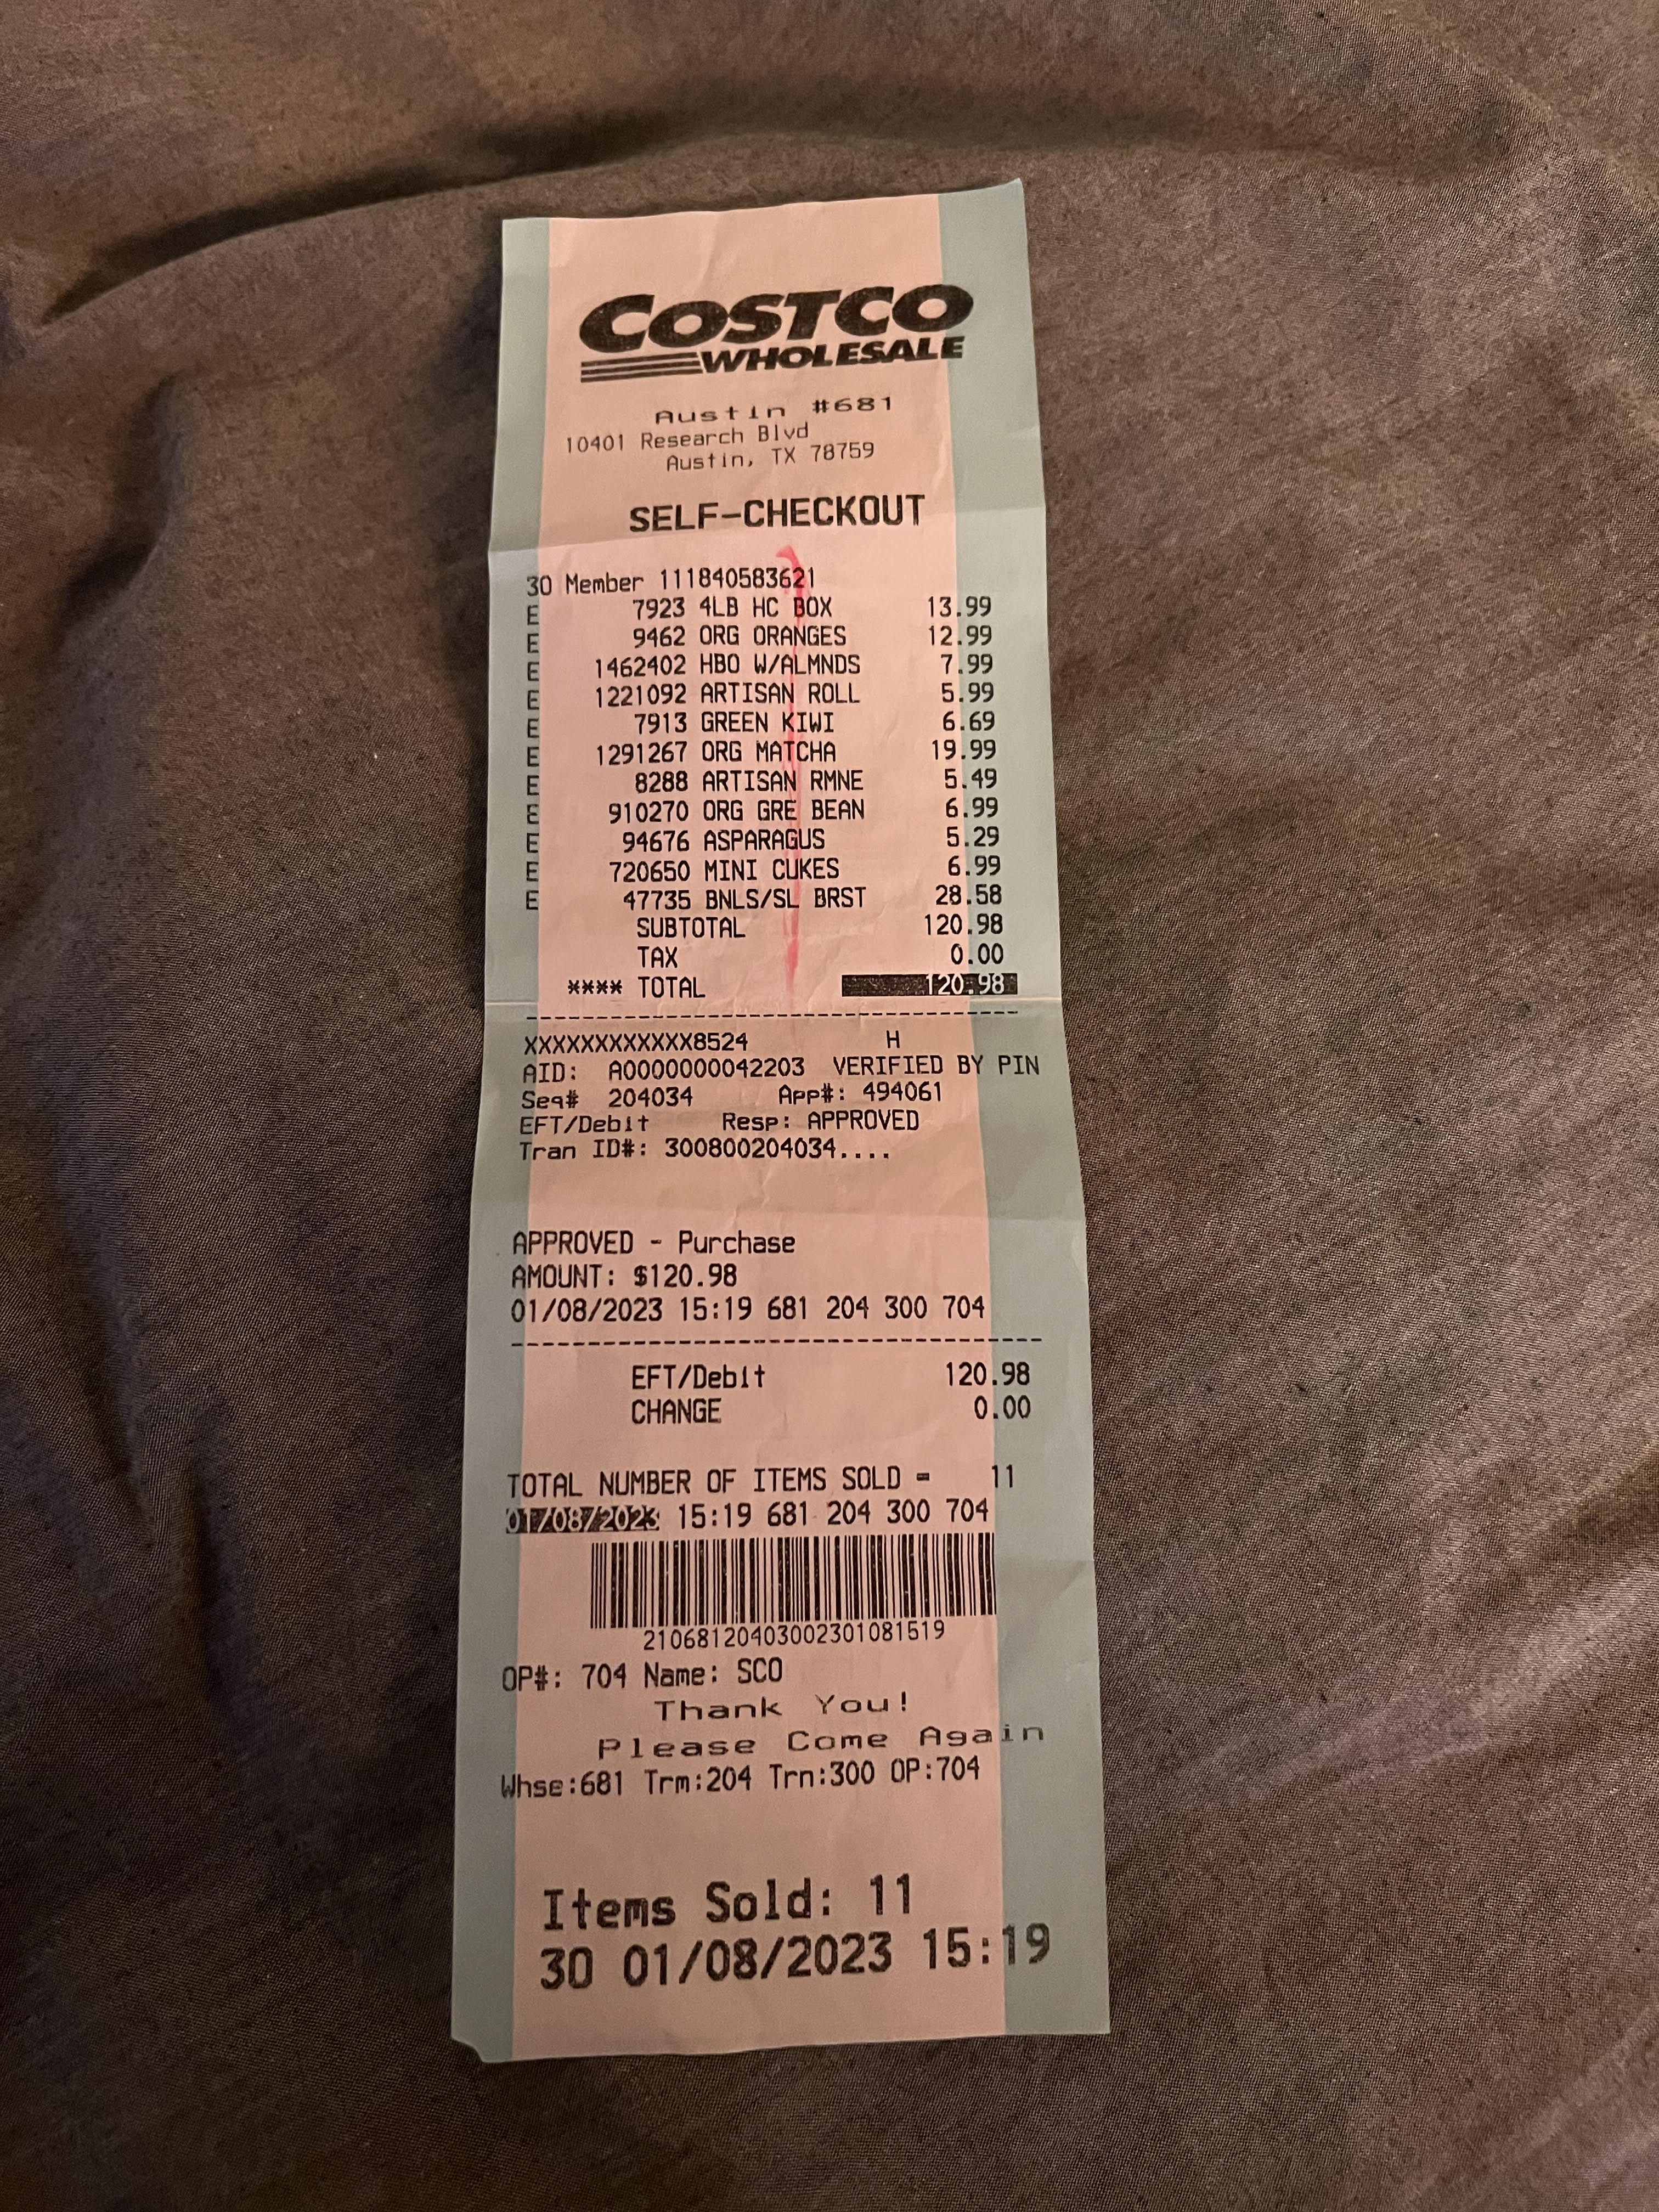 COSTCO
WHOLESALE
Austin #681
10401 Research Blvd
Austin, TX 78759
SELF-CHECKOUT
30 Member 111840583621
E 7923 4LB HC BOX 13.99
E 9462 ORG ORANGES 12.99
E 1462402 HBO W/ALMNDS 7.99
E 1221092 ARTISAN ROLL 5.99
E 7913 GREEN KIWI 6.69
E 1291267 ORG MATCHA 19.99
E 8288 ARTISAN RMNE 5.49
E 910270 ORG GRE BEAN 6.99
E 94676 ASPARAGUS 5.29
E 720650 MINI CUKES 6.99
E 47735 BNLS/SL BRST 28.58
SUBTOTAL 120.98
TAX 0.00
**** TOTAL 120.98
XXXXXXXXXXXX8524 H
AID: A0000000042203 VERIFIED BY PIN
Seq# 204034 App#: 494061
EFT/Debit Resp: APPROVED
Tran ID#: 300800204034....
APPROVED - Purchase
AMOUNT: $120.98
01/08/2023 15:19 681 204 300 704
EFT/Debit 120.98
CHANGE 0.00
TOTAL NUMBER OF ITEMS SOLD = 11
01/08/2023 15:19 681 204 300 704
21068120403002301081519
OP#: 704 Name: SCO
Thank You!
Please Come Again
Whse:681 Trm:204 Trn:300 OP:704
Items Sold: 11
30 01/08/2023 15:19